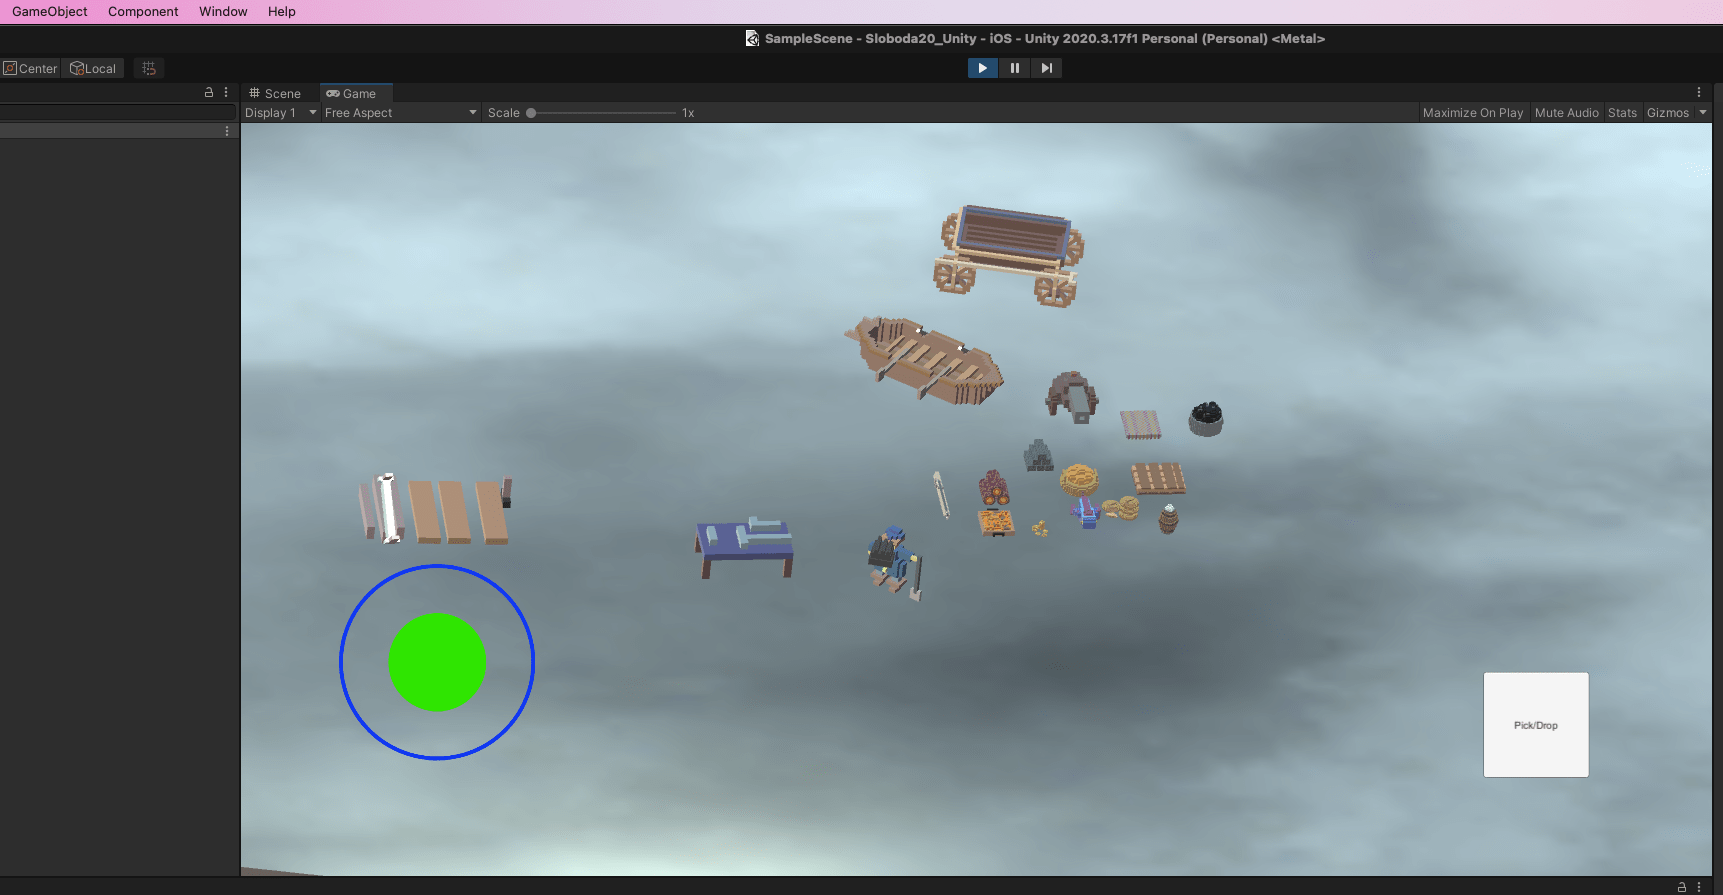 GameObject Component Window Help
SampleScene - Sloboda20_Unity - iOS - Unity 2020.3.17f1 Personal (Personal) <Metal>
Center Local
Scene Game
Display 1 Free Aspect Scale 1x Maximize On Play Mute Audio Stats Gizmos
Pick/Drop